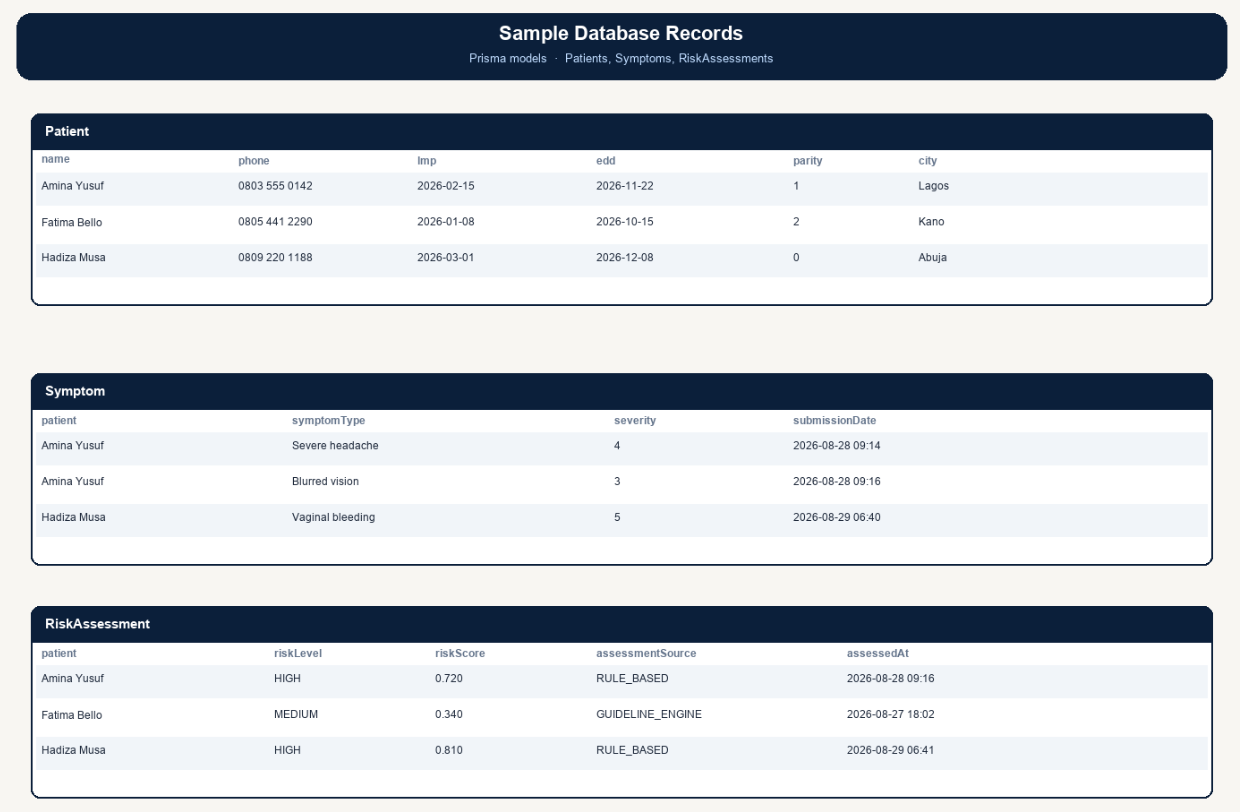 Sample Database Records
Prisma models · Patients, Symptoms, RiskAssessments
Patient
name phone lmp edd parity city
Amina Yusuf 0803 555 0142 2026-02-15 2026-11-22 1 Lagos
Fatima Bello 0805 441 2290 2026-01-08 2026-10-15 2 Kano
Hadiza Musa 0809 220 1188 2026-03-01 2026-12-08 0 Abuja
Symptom
patient symptomType severity submissionDate
Amina Yusuf Severe headache 4 2026-08-28 09:14
Amina Yusuf Blurred vision 3 2026-08-28 09:16
Hadiza Musa Vaginal bleeding 5 2026-08-29 06:40
RiskAssessment
patient riskLevel riskScore assessmentSource assessedAt
Amina Yusuf HIGH 0.720 RULE_BASED 2026-08-28 09:16
Fatima Bello MEDIUM 0.340 GUIDELINE_ENGINE 2026-08-27 18:02
Hadiza Musa HIGH 0.810 RULE_BASED 2026-08-29 06:41